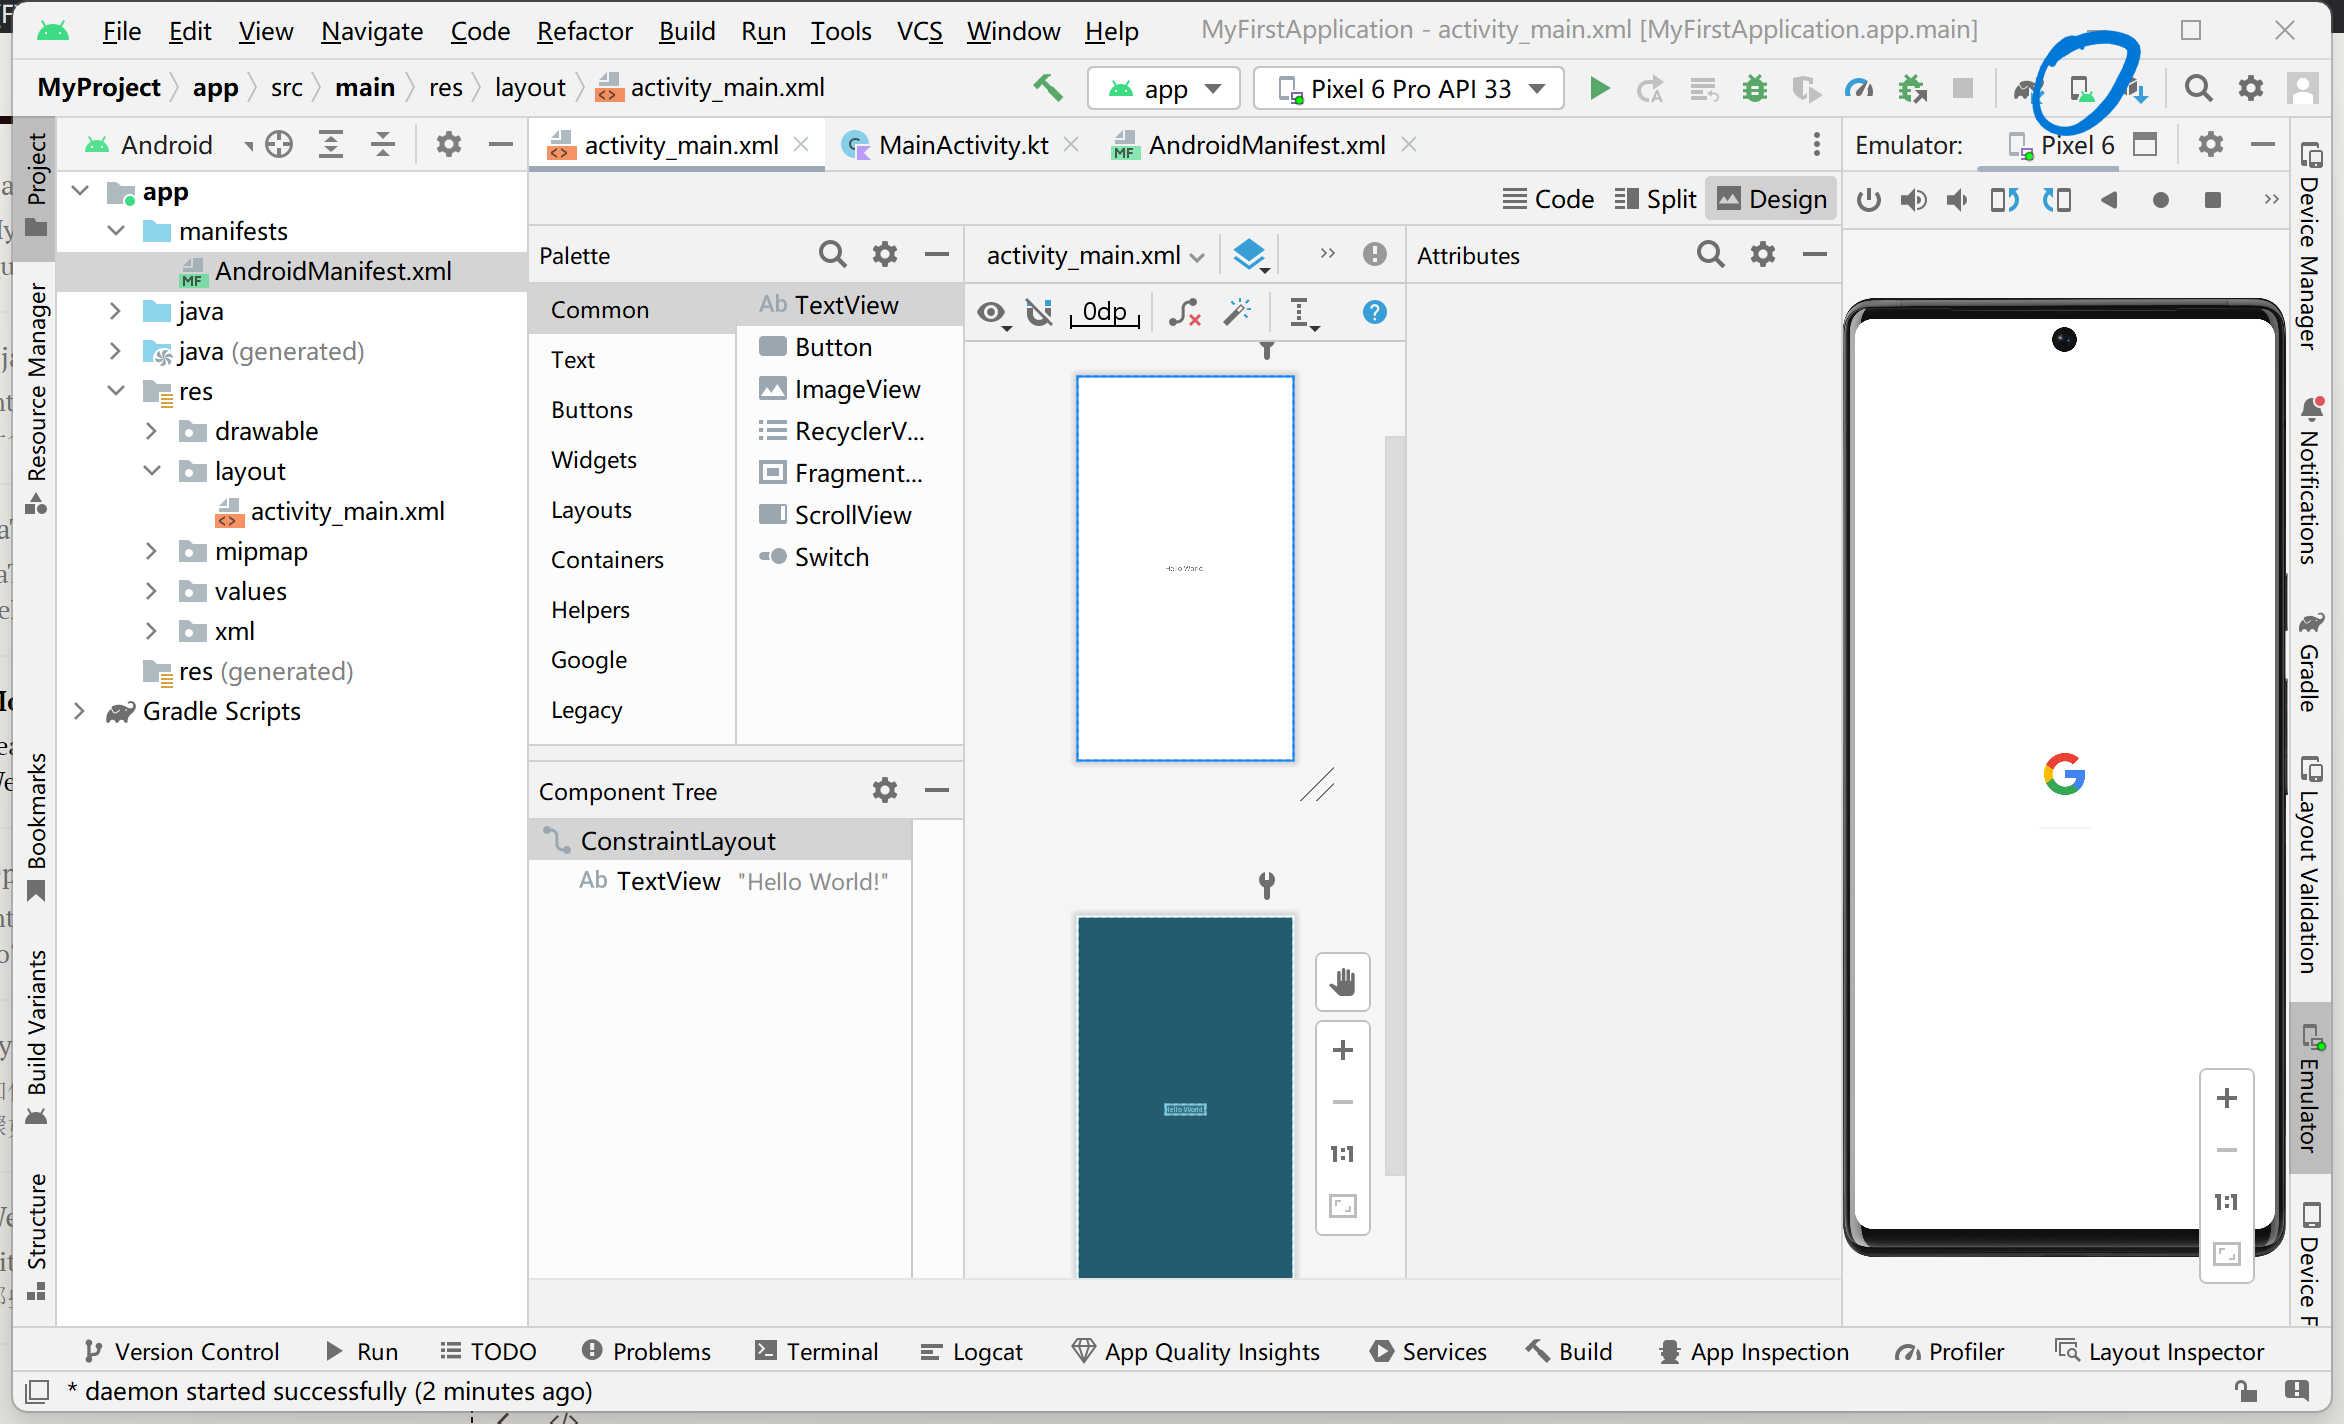 File Edit View Navigate Code Refactor Build Run Tools VCS Window Help MyFirstApplication - activity_main.xml [MyFirstApplication.app.main]
MyProject app src main res layout activity_main.xml app Pixel 6 Pro API 33
Project
Android
activity_main.xml MainActivity.kt AndroidManifest.xml
Emulator: Pixel 6
app
manifests
AndroidManifest.xml
java
java (generated)
res
drawable
layout
activity_main.xml
mipmap
values
xml
res (generated)
Gradle Scripts
Resource Manager
Bookmarks
Build Variants
Structure
Code Split Design
Palette
Common
Text
Buttons
Widgets
Layouts
Containers
Helpers
Google
Legacy
Ab TextView
Button
ImageView
RecyclerV...
Fragment...
ScrollView
Switch
Component Tree
ConstraintLayout
Ab TextView "Hello World!"
activity_main.xml
0dp
Hello World
Hello World
1:1
Attributes
1:1
Device Manager
Notifications
Gradle
Layout Validation
Emulator
Device F
Version Control Run TODO Problems Terminal Logcat App Quality Insights Services Build App Inspection Profiler Layout Inspector
* daemon started successfully (2 minutes ago)